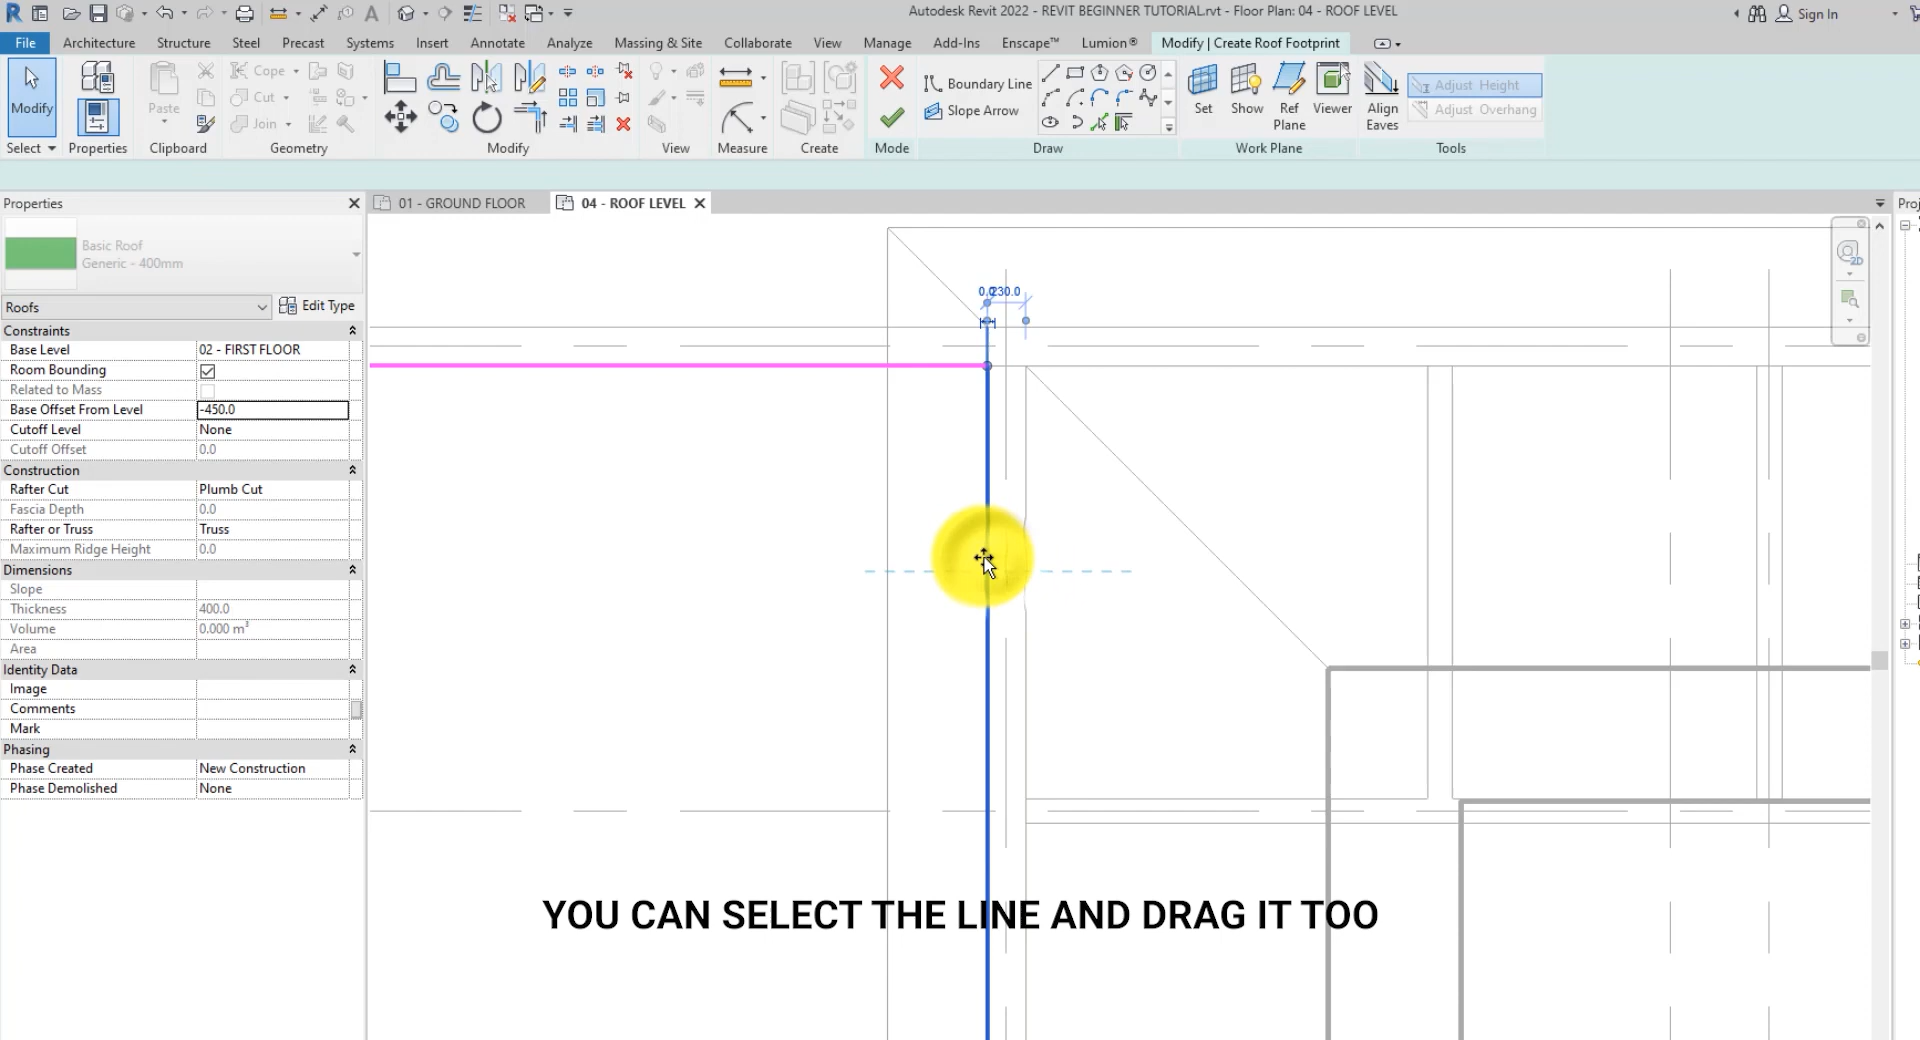 Autodesk Revit 2022 - REVIT BEGINNER TUTORIAL.rvt - Floor Plan: 04 - ROOF LEVEL
Sign In
File Architecture Structure Steel Precast Systems Insert Annotate Analyze Massing & Site Collaborate View Manage Add-Ins Enscape™ Lumion® Modify | Create Roof Footprint
Modify
Paste
Cope
Cut
Join
Boundary Line
Slope Arrow
Set
Show
Ref
Plane
Viewer
Align
Eaves
Adjust Height
Adjust Overhang
Select Properties Clipboard Geometry Modify View Measure Create Mode Draw Work Plane Tools
Properties
01 - GROUND FLOOR
04 - ROOF LEVEL
Basic Roof
Generic - 400mm
Roofs
Edit Type
Constraints
Base Level 02 - FIRST FLOOR
Room Bounding
Related to Mass
Base Offset From Level -450.0
Cutoff Level None
Cutoff Offset 0.0
Construction
Rafter Cut Plumb Cut
Fascia Depth 0.0
Rafter or Truss Truss
Maximum Ridge Height 0.0
Dimensions
Slope
Thickness 400.0
Volume 0.000 m³
Area
Identity Data
Image
Comments
Mark
Phasing
Phase Created New Construction
Phase Demolished None
2D
YOU CAN SELECT THE LINE AND DRAG IT TOO